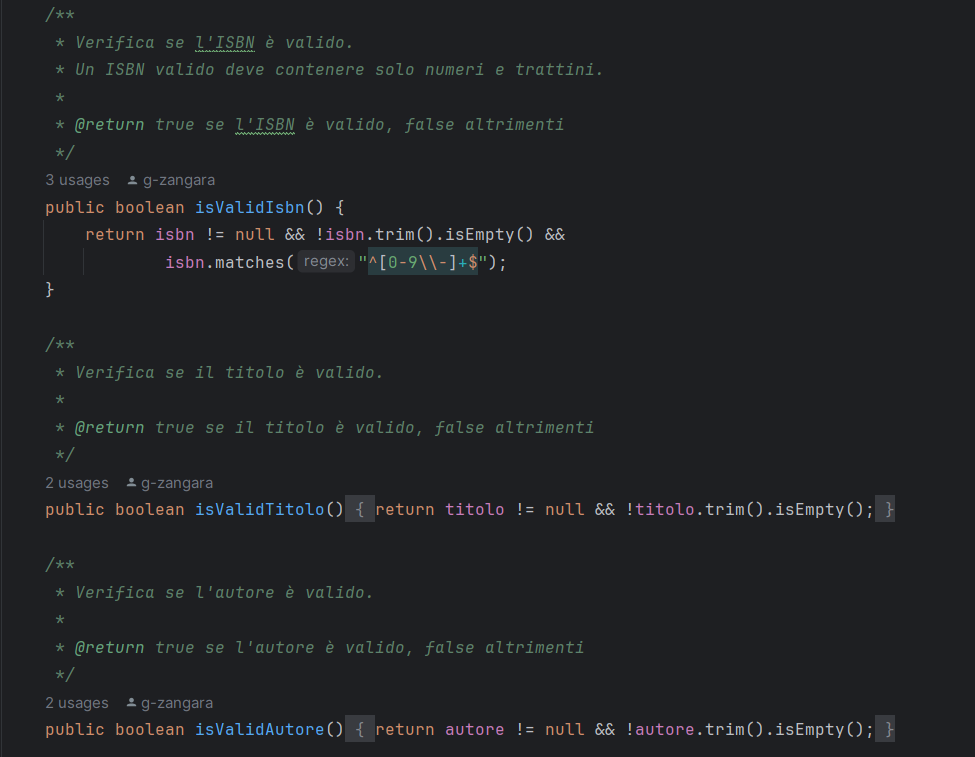 /**
 * Verifica se l'ISBN è valido.
 * Un ISBN valido deve contenere solo numeri e trattini.
 *
 * @return true se l'ISBN è valido, false altrimenti
 */
3 usages g-zangara
public boolean isValidIsbn() {
    return isbn != null && !isbn.trim().isEmpty() &&
            isbn.matches( regex: "^[0-9\\-]+$");
}

/**
 * Verifica se il titolo è valido.
 *
 * @return true se il titolo è valido, false altrimenti
 */
2 usages g-zangara
public boolean isValidTitolo() { return titolo != null && !titolo.trim().isEmpty(); }

/**
 * Verifica se l'autore è valido.
 *
 * @return true se l'autore è valido, false altrimenti
 */
2 usages g-zangara
public boolean isValidAutore() { return autore != null && !autore.trim().isEmpty(); }